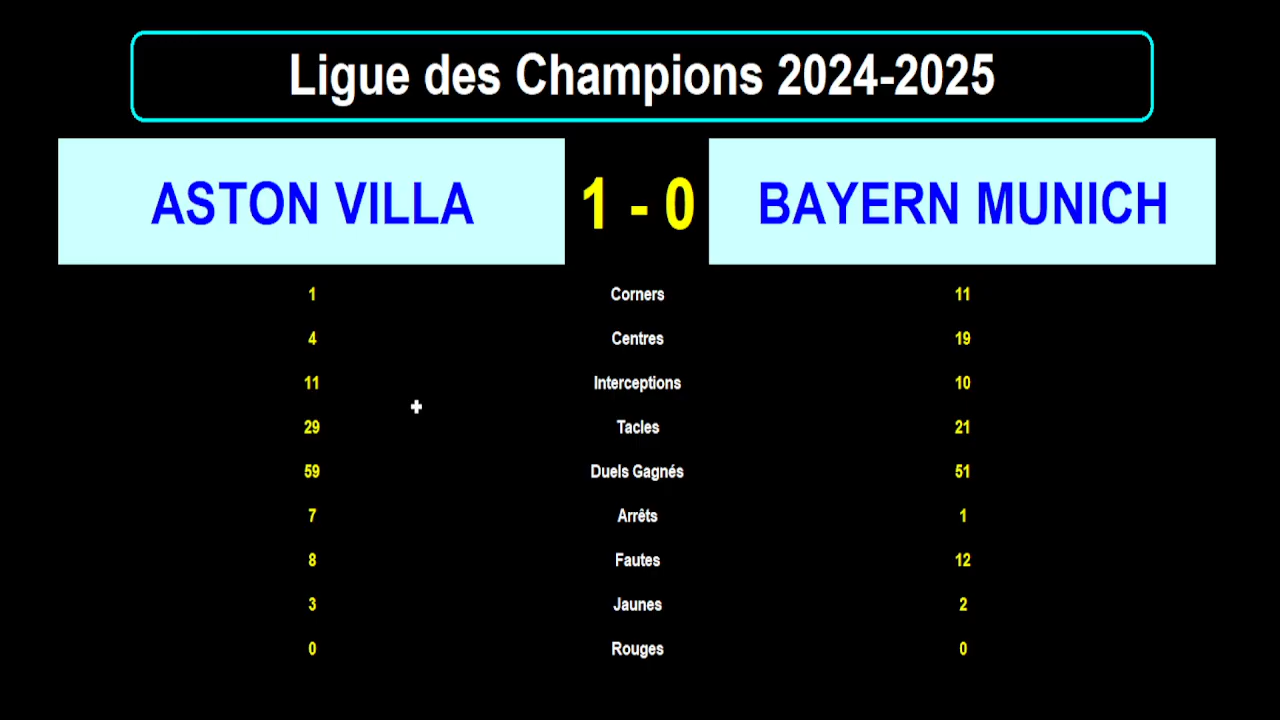 Ligue des Champions 2024-2025
ASTON VILLA 1 - 0 BAYERN MUNICH
1 Corners 11
4 Centres 19
11 Interceptions 10
29 Tacles 21
59 Duels Gagnés 51
7 Arrêts 1
8 Fautes 12
3 Jaunes 2
0 Rouges 0